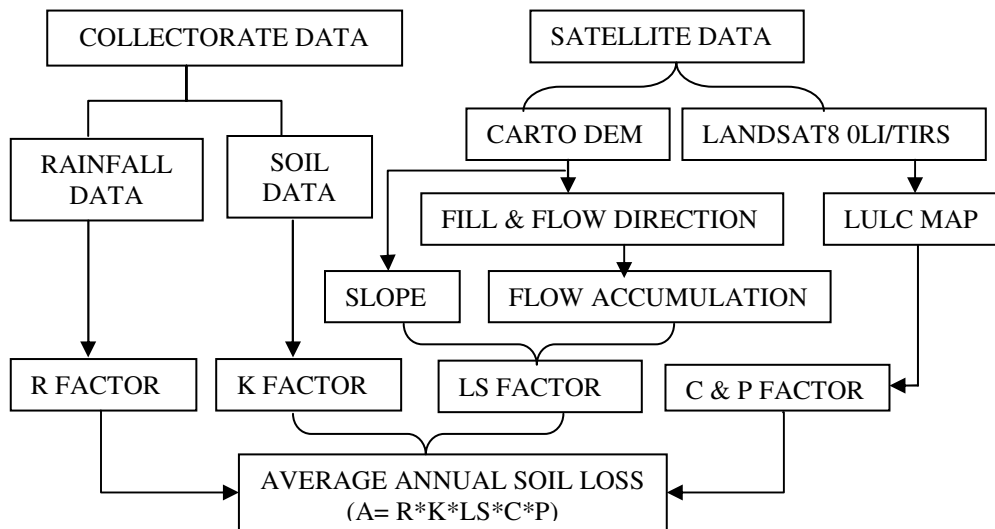 COLLECTORATE DATA
SATELLITE DATA
CARTO DEM
LANDSAT8 0LI/TIRS
RAINFALL
DATA
SOIL
DATA
FILL & FLOW DIRECTION
LULC MAP
SLOPE
FLOW ACCUMULATION
R FACTOR
K FACTOR
LS FACTOR
C & P FACTOR
AVERAGE ANNUAL SOIL LOSS
(A= R*K*LS*C*P)